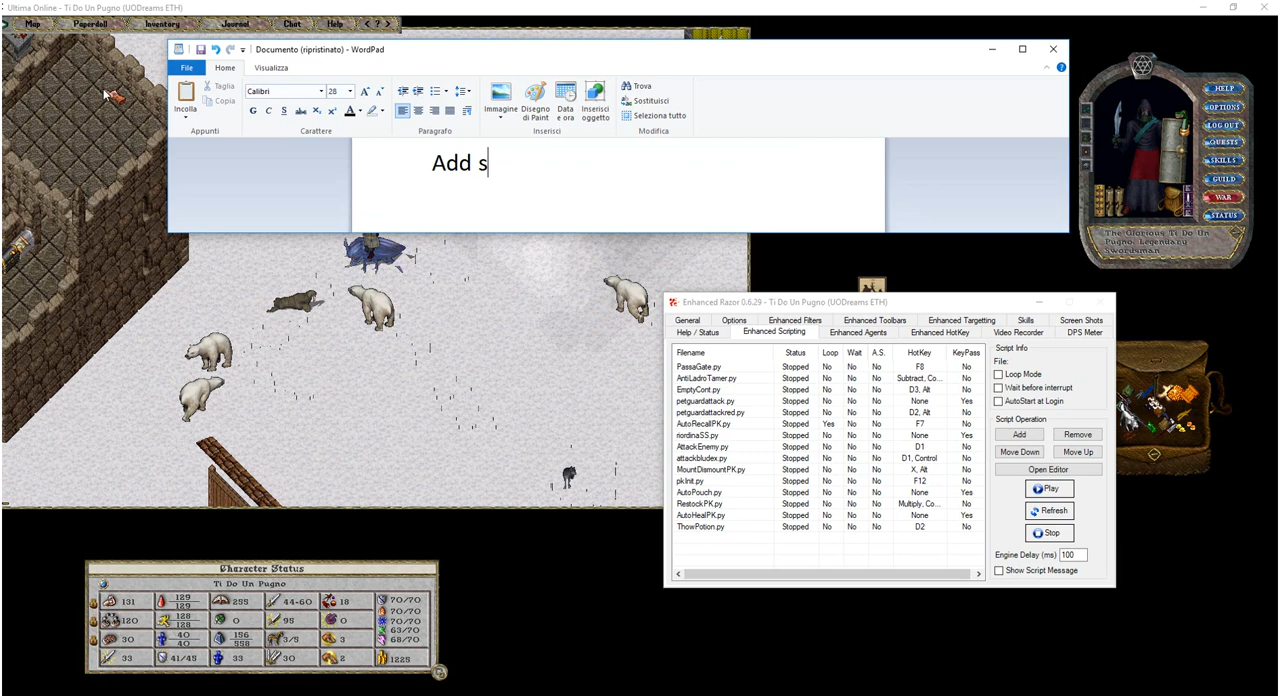 Ultima Online - Ti Do Un Pugno (UODreams ETH)
Map Paperdoll Inventory Journal Chat Help < ? >
Documento (ripristinato) - WordPad
File Home Visualizza
Incolla
Taglia
Copia
Appunti
Calibri 28
G C S abc X₂ X² A
Carattere
Paragrafo
Immagine
Disegno di Paint
Data e ora
Inserisci oggetto
Inserisci
Trova
Sostituisci
Seleziona tutto
Modifica
Add s
HELP
OPTIONS
LOG OUT
QUESTS
SKILLS
GUILD
WAR
STATUS
The Glorious Ti Do Un
Pugno, Legendary
Swordsman
Enhanced Razor 0.6.29 - Ti Do Un Pugno (UODreams ETH)
General Options Enhanced Filters Enhanced Toolbars Enhanced Targetting Skills Screen Shots
Help / Status Enhanced Scripting Enhanced Agents Enhanced HotKey Video Recorder DPS Meter
Filename Status Loop Wait A.S. HotKey KeyPass
PassaGate.py Stopped No No No F8 No
AntiLadroTamer.py Stopped No No No Subtract, Co... No
EmptyCont.py Stopped No No No D3, Alt No
petguardattack.py Stopped No No No None Yes
petguardattackred.py Stopped No No No D2, Alt No
AutoRecallPK.py Stopped Yes No No F7 No
riordinaSS.py Stopped No No No None Yes
AttackEnemy.py Stopped No No No D1 No
attackbludex.py Stopped No No No D1, Control No
MountDismountPK.py Stopped No No No X, Alt No
pkInit.py Stopped No No No F12 No
AutoPouch.py Stopped No No No None Yes
RestockPK.py Stopped No No No Multiply, Co... No
AutoHealPK.py Stopped No No No None Yes
ThowPotion.py Stopped No No No D2 No
Script Info
File:
Loop Mode
Wait before interrupt
AutoStart at Login
Script Operation
Add Remove
Move Down Move Up
Open Editor
Play
Refresh
Stop
Engine Delay (ms) 100
Show Script Message
Character Status
Ti Do Un Pugno
131 129/129 255 44-60 18 70/70
70/70
120 128/128 0 95 0 70/70
63/70
30 40/40 156/558 3/5 3 68/70
33 41/45 33 30 2 1225